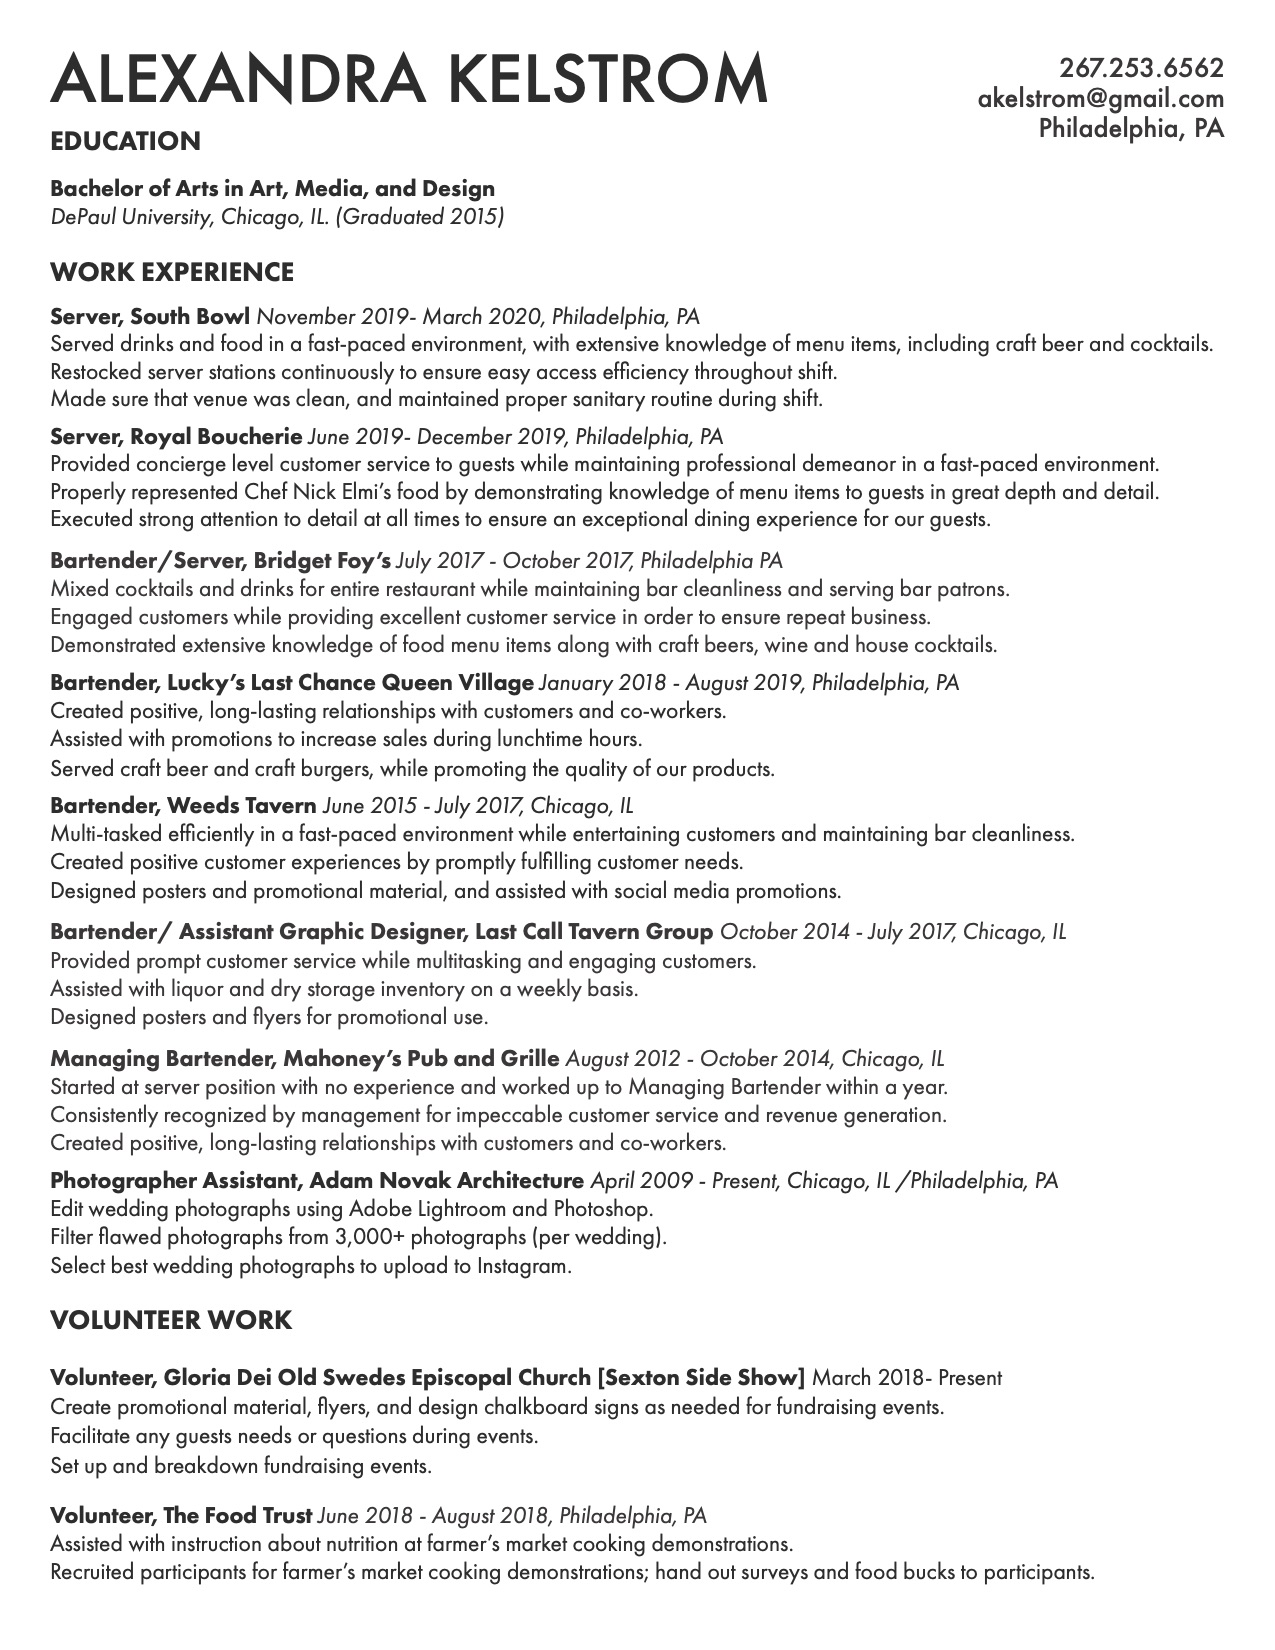 ALEXANDRA KELSTROM
267.253.6562
akelstrom@gmail.com
Philadelphia, PA
EDUCATION
Bachelor of Arts in Art, Media, and Design
DePaul University, Chicago, IL. (Graduated 2015)
WORK EXPERIENCE
Server, South Bowl November 2019- March 2020, Philadelphia, PA
Served drinks and food in a fast-paced environment, with extensive knowledge of menu items, including craft beer and cocktails.
Restocked server stations continuously to ensure easy access efficiency throughout shift.
Made sure that venue was clean, and maintained proper sanitary routine during shift.
Server, Royal Boucherie June 2019- December 2019, Philadelphia, PA
Provided concierge level customer service to guests while maintaining professional demeanor in a fast-paced environment.
Properly represented Chef Nick Elmi’s food by demonstrating knowledge of menu items to guests in great depth and detail.
Executed strong attention to detail at all times to ensure an exceptional dining experience for our guests.
Bartender/Server, Bridget Foy’s July 2017 - October 2017, Philadelphia PA
Mixed cocktails and drinks for entire restaurant while maintaining bar cleanliness and serving bar patrons.
Engaged customers while providing excellent customer service in order to ensure repeat business.
Demonstrated extensive knowledge of food menu items along with craft beers, wine and house cocktails.
Bartender, Lucky’s Last Chance Queen Village January 2018 - August 2019, Philadelphia, PA
Created positive, long-lasting relationships with customers and co-workers.
Assisted with promotions to increase sales during lunchtime hours.
Served craft beer and craft burgers, while promoting the quality of our products.
Bartender, Weeds Tavern June 2015 - July 2017, Chicago, IL
Multi-tasked efficiently in a fast-paced environment while entertaining customers and maintaining bar cleanliness.
Created positive customer experiences by promptly fulfilling customer needs.
Designed posters and promotional material, and assisted with social media promotions.
Bartender/ Assistant Graphic Designer, Last Call Tavern Group October 2014 - July 2017, Chicago, IL
Provided prompt customer service while multitasking and engaging customers.
Assisted with liquor and dry storage inventory on a weekly basis.
Designed posters and flyers for promotional use.
Managing Bartender, Mahoney’s Pub and Grille August 2012 - October 2014, Chicago, IL
Started at server position with no experience and worked up to Managing Bartender within a year.
Consistently recognized by management for impeccable customer service and revenue generation.
Created positive, long-lasting relationships with customers and co-workers.
Photographer Assistant, Adam Novak Architecture April 2009 - Present, Chicago, IL /Philadelphia, PA
Edit wedding photographs using Adobe Lightroom and Photoshop.
Filter flawed photographs from 3,000+ photographs (per wedding).
Select best wedding photographs to upload to Instagram.
VOLUNTEER WORK
Volunteer, Gloria Dei Old Swedes Episcopal Church [Sexton Side Show] March 2018- Present
Create promotional material, flyers, and design chalkboard signs as needed for fundraising events.
Facilitate any guests needs or questions during events.
Set up and breakdown fundraising events.
Volunteer, The Food Trust June 2018 - August 2018, Philadelphia, PA
Assisted with instruction about nutrition at farmer’s market cooking demonstrations.
Recruited participants for farmer’s market cooking demonstrations; hand out surveys and food bucks to participants.